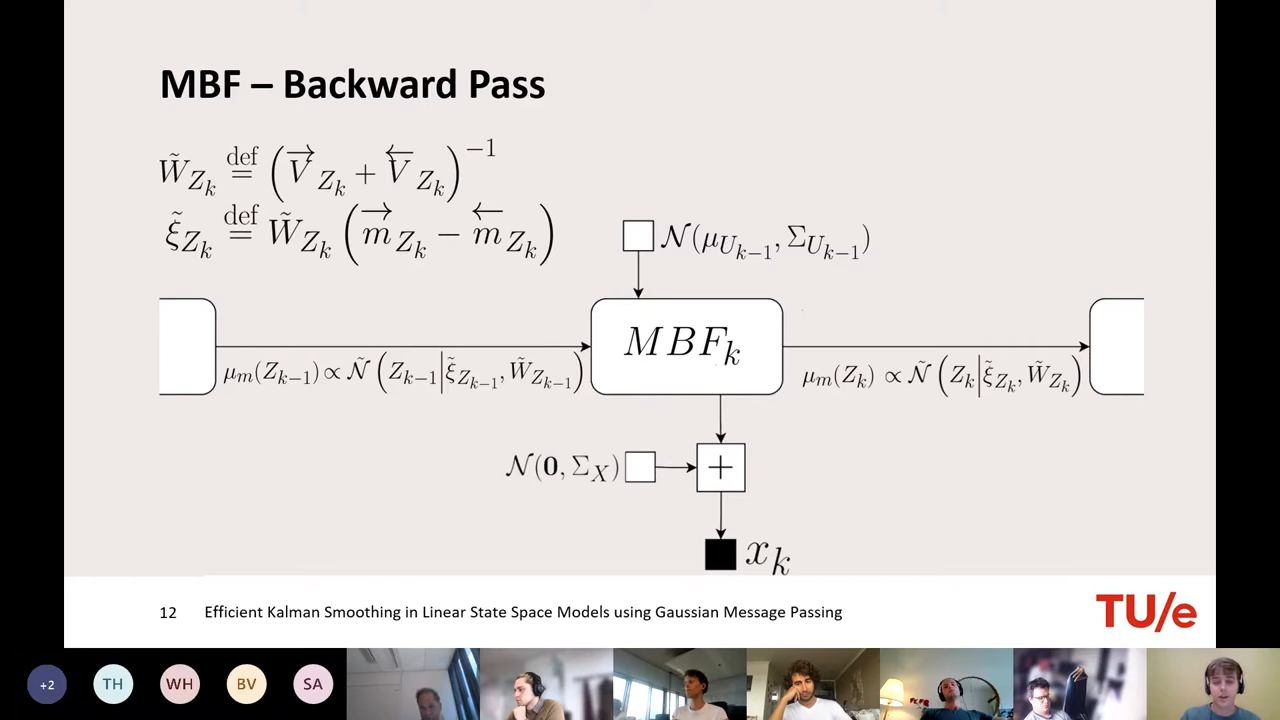 MBF – Backward Pass
W̃_{Z_k} def= (V→_{Z_k} + V←_{Z_k})^{−1}
ξ̃_{Z_k} def= W̃_{Z_k} (m→_{Z_k} − m←_{Z_k})
𝒩(μ_{U_{k−1}}, Σ_{U_{k−1}})
MBF_k
μ_m(Z_{k−1}) ∝ 𝒩̃ (Z_{k−1}|ξ̃_{Z_{k−1}}, W̃_{Z_{k−1}})
μ_m(Z_k) ∝ 𝒩̃ (Z_k|ξ̃_{Z_k}, W̃_{Z_k})
𝒩(0, Σ_X)
+
x_k
12 Efficient Kalman Smoothing in Linear State Space Models using Gaussian Message Passing
TU/e
+2 TH WH BV SA